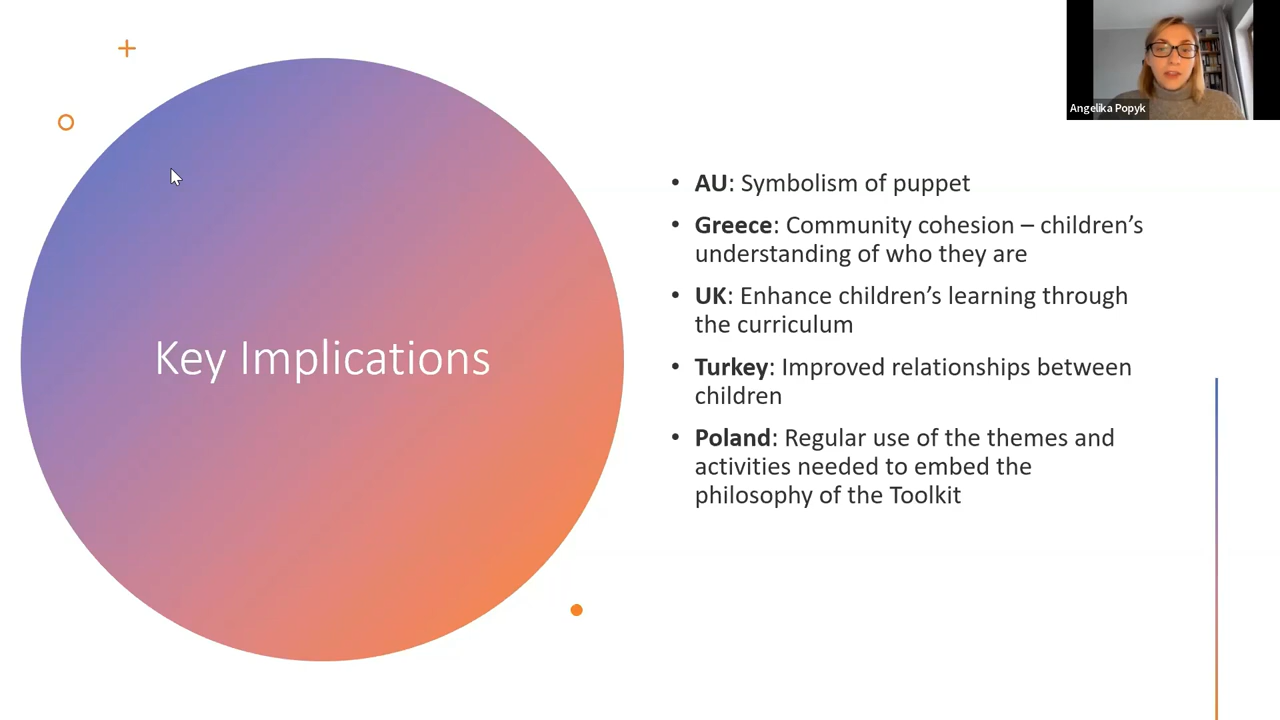 Angelika Popyk
Key Implications
• AU: Symbolism of puppet
• Greece: Community cohesion – children’s
understanding of who they are
• UK: Enhance children’s learning through
the curriculum
• Turkey: Improved relationships between
children
• Poland: Regular use of the themes and
activities needed to embed the
philosophy of the Toolkit